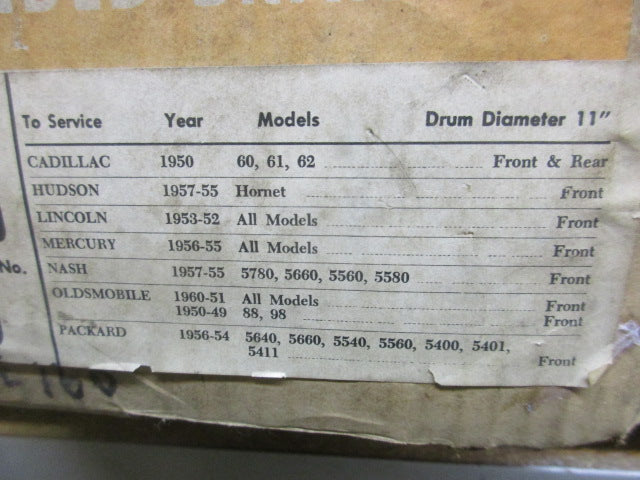 To Service Year Models Drum Diameter 11"
CADILLAC 1950 60, 61, 62 Front & Rear
HUDSON 1957-55 Hornet Front
LINCOLN 1953-52 All Models Front
MERCURY 1956-55 All Models Front
No. NASH 1957-55 5780, 5660, 5560, 5580 Front
OLDSMOBILE 1960-51 All Models Front
1950-49 88, 98 Front
PACKARD 1956-54 5640, 5660, 5540, 5560, 5400, 5401,
5411 Front